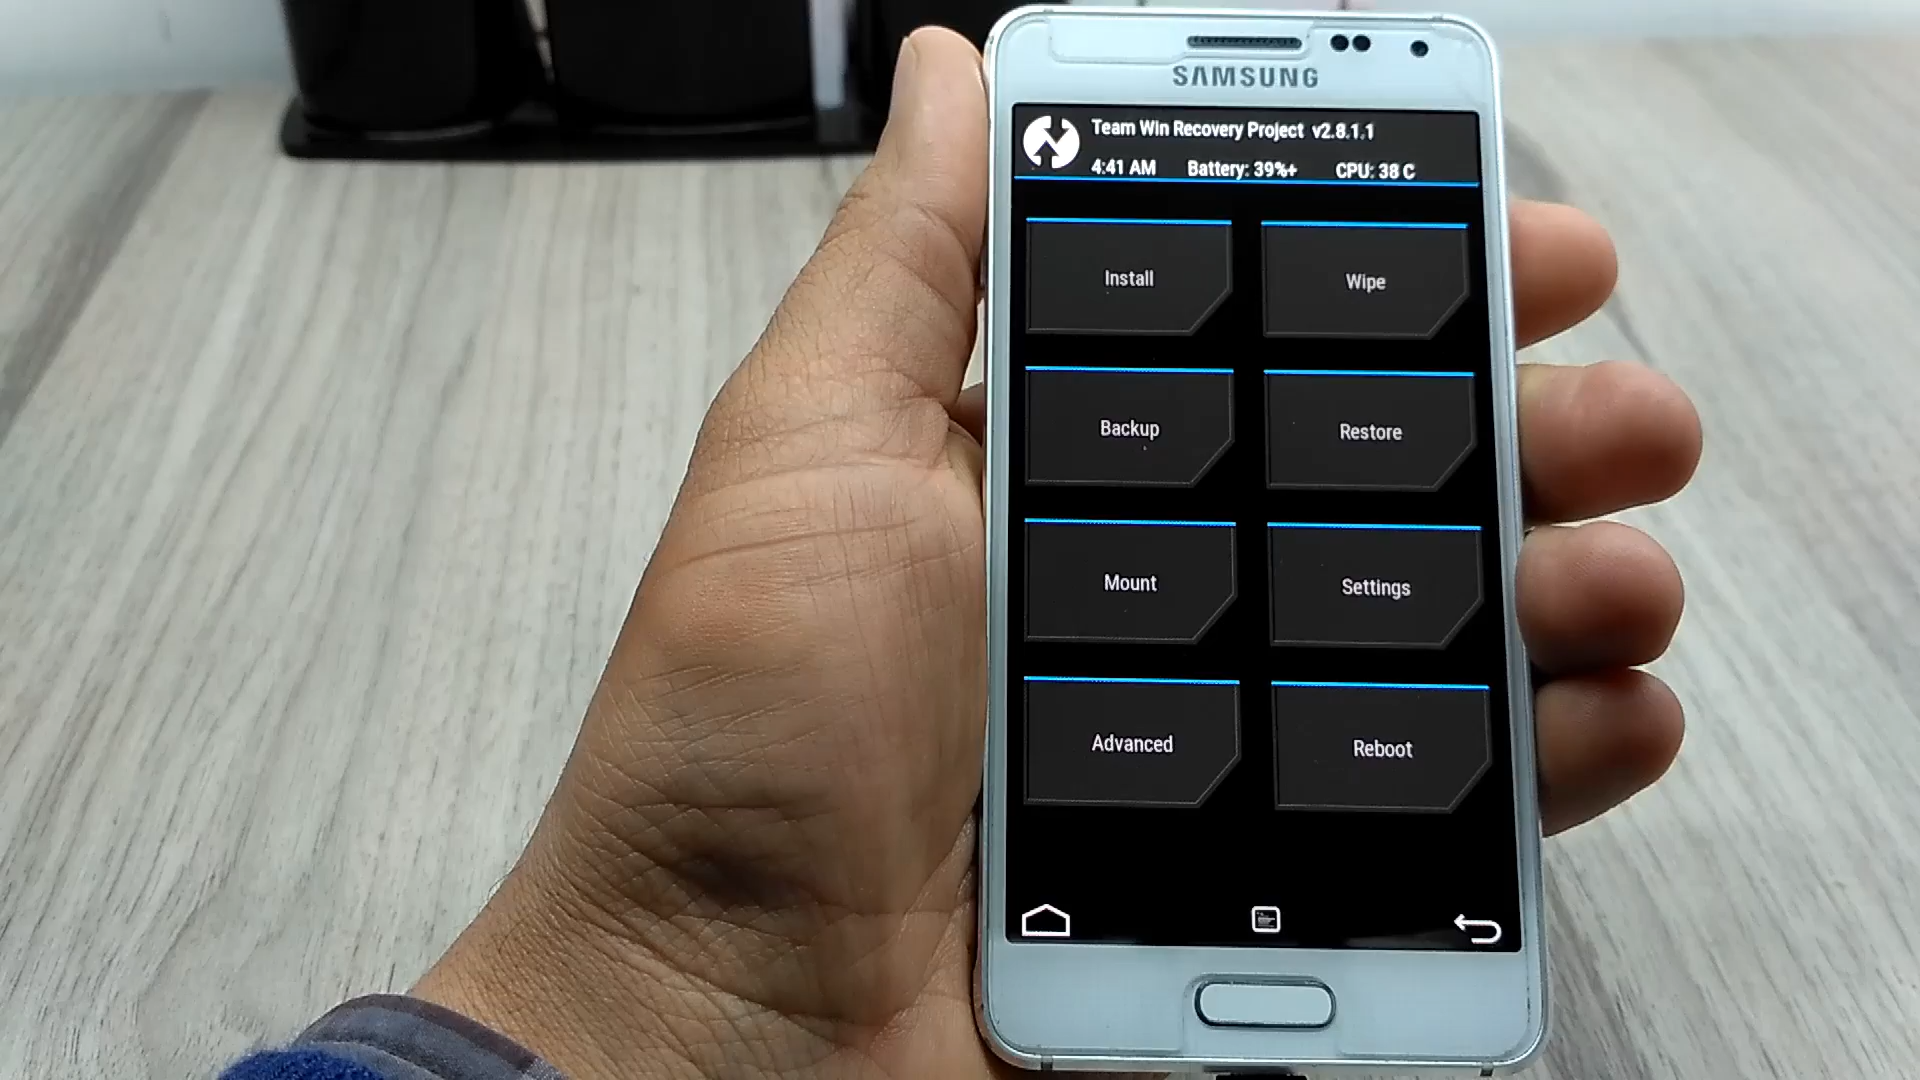 SAMSUNG
Team Win Recovery Project v2.8.1.1
4:41 AM Battery: 39%+ CPU: 38 C
Install Wipe
Backup Restore
Mount Settings
Advanced Reboot